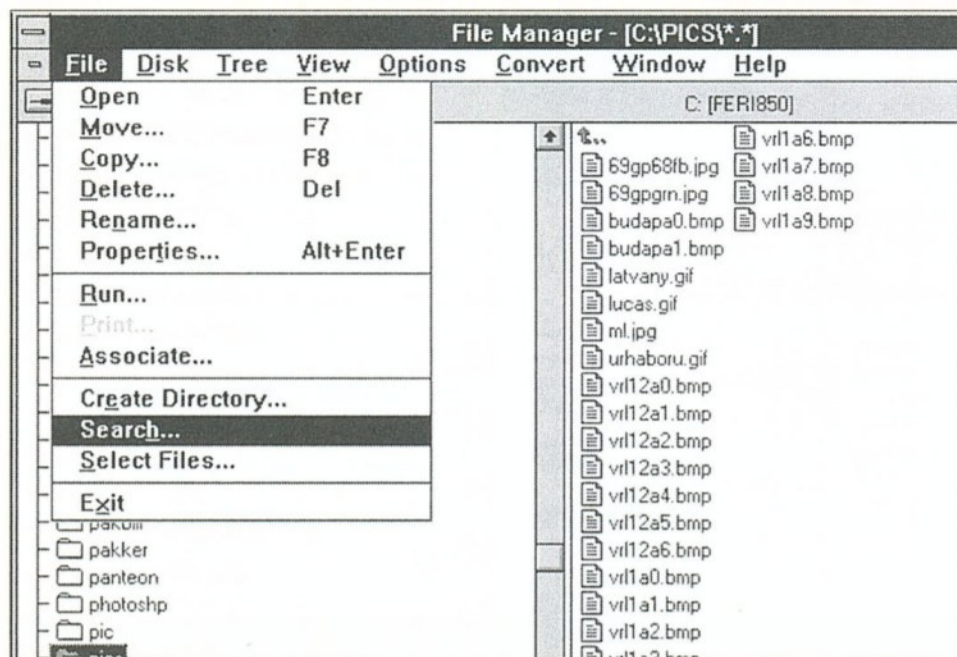 File Manager - [C:\PICS\*.*]
File Disk Tree View Options Convert Window Help
C: [FERI850]
Open Enter
Move... F7
Copy... F8
Delete... Del
Rename...
Properties... Alt+Enter
Run...
Print...
Associate...
Create Directory...
Search...
Select Files...
Exit
pakker
panteon
photoshp
pic
69gp68fb.jpg
69gpgrn.jpg
budapa0.bmp
budapa1.bmp
latvany.gif
lucas.gif
ml.jpg
urhaboru.gif
vrl12a0.bmp
vrl12a1.bmp
vrl12a2.bmp
vrl12a3.bmp
vrl12a4.bmp
vrl12a5.bmp
vrl12a6.bmp
vrl1a0.bmp
vrl1a1.bmp
vrl1a2.bmp
vrl1a6.bmp
vrl1a7.bmp
vrl1a8.bmp
vrl1a9.bmp